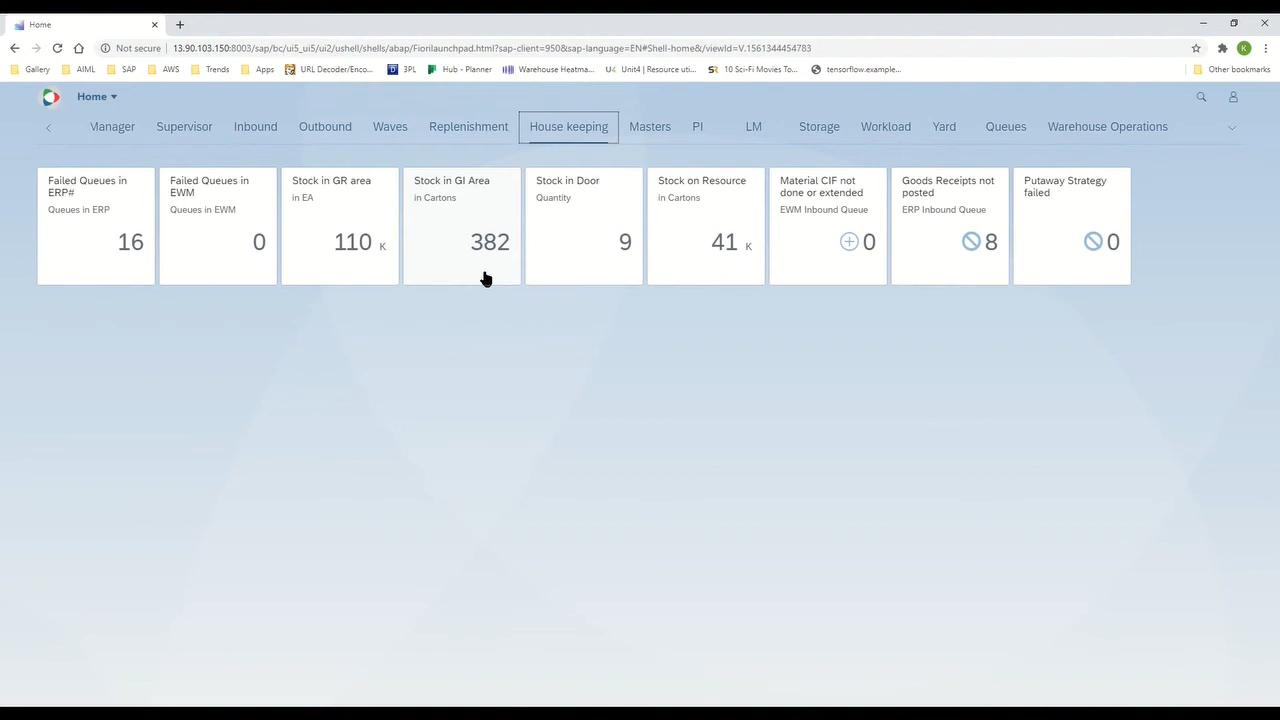 Home
Not secure 13.90.103.150:8003/sap/bc/ui5_ui5/ui2/ushell/shells/abap/Fiorilaunchpad.html?sap-client=950&sap-language=EN#Shell-home&/viewId=V.1561344454783
K
Gallery AIML SAP AWS Trends Apps URL Decoder/Enco... 3PL Hub - Planner Warehouse Heatma... Unit4 | Resource uti... 10 Sci-Fi Movies To... tensorflow.example... Other bookmarks
Home
Manager Supervisor Inbound Outbound Waves Replenishment House keeping Masters PI LM Storage Workload Yard Queues Warehouse Operations
Failed Queues in ERP#
Queues in ERP
16
Failed Queues in EWM
Queues in EWM
0
Stock in GR area
in EA
110 K
Stock in GI Area
in Cartons
382
Stock in Door
Quantity
9
Stock on Resource
in Cartons
41 K
Material CIF not done or extended
EWM Inbound Queue
0
Goods Receipts not posted
ERP Inbound Queue
8
Putaway Strategy failed
0